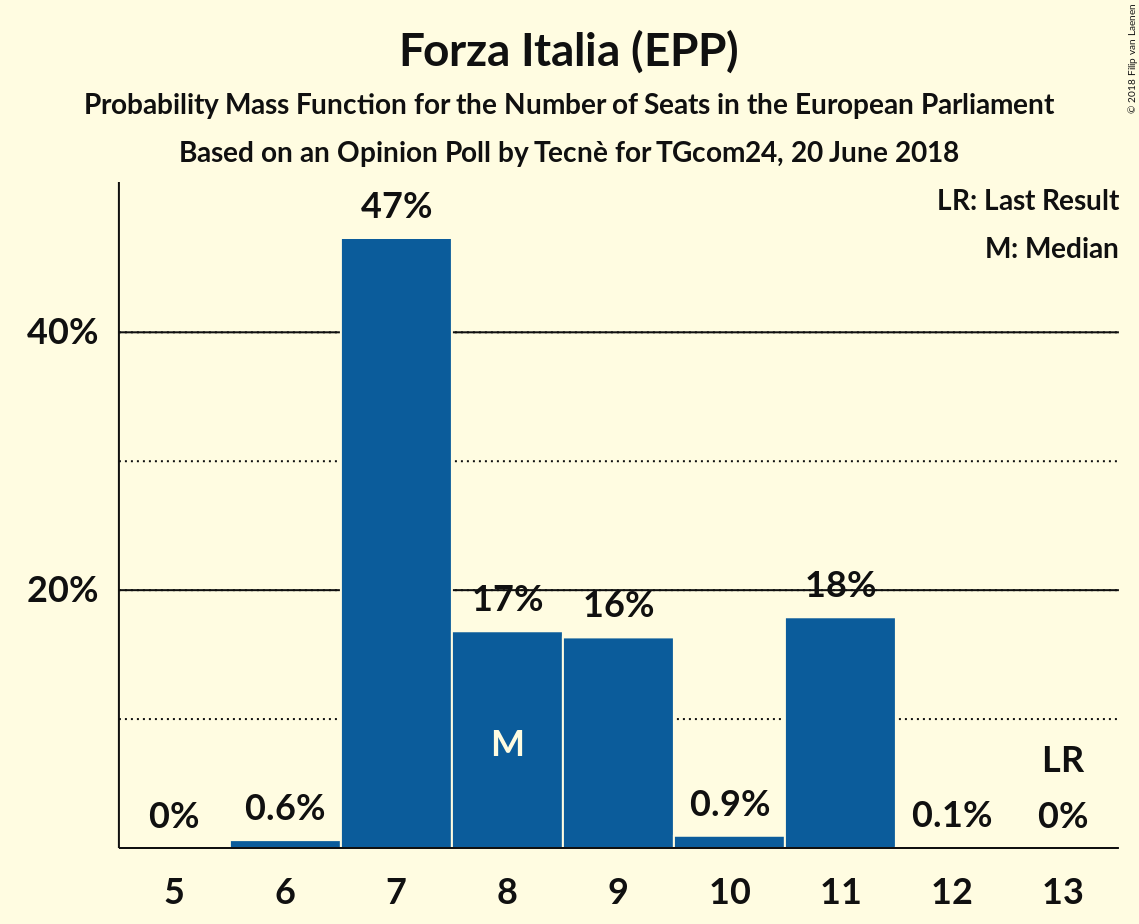 Forza Italia (EPP)
Probability Mass Function for the Number of Seats in the European Parliament
Based on an Opinion Poll by Tecnè for TGcom24, 20 June 2018
© 2018 Filip van Laenen
LR: Last Result
M: Median
47%
40%
20%
17%
16%
18%
M
LR
0%
0.6%
0.9%
0.1%
0%
5 6 7 8 9 10 11 12 13